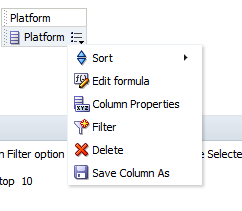 Platform
Platform
Sort
Edit formula
Column Properties
Filter
Delete
Save Column As
Filter option
e Selecte
top 10